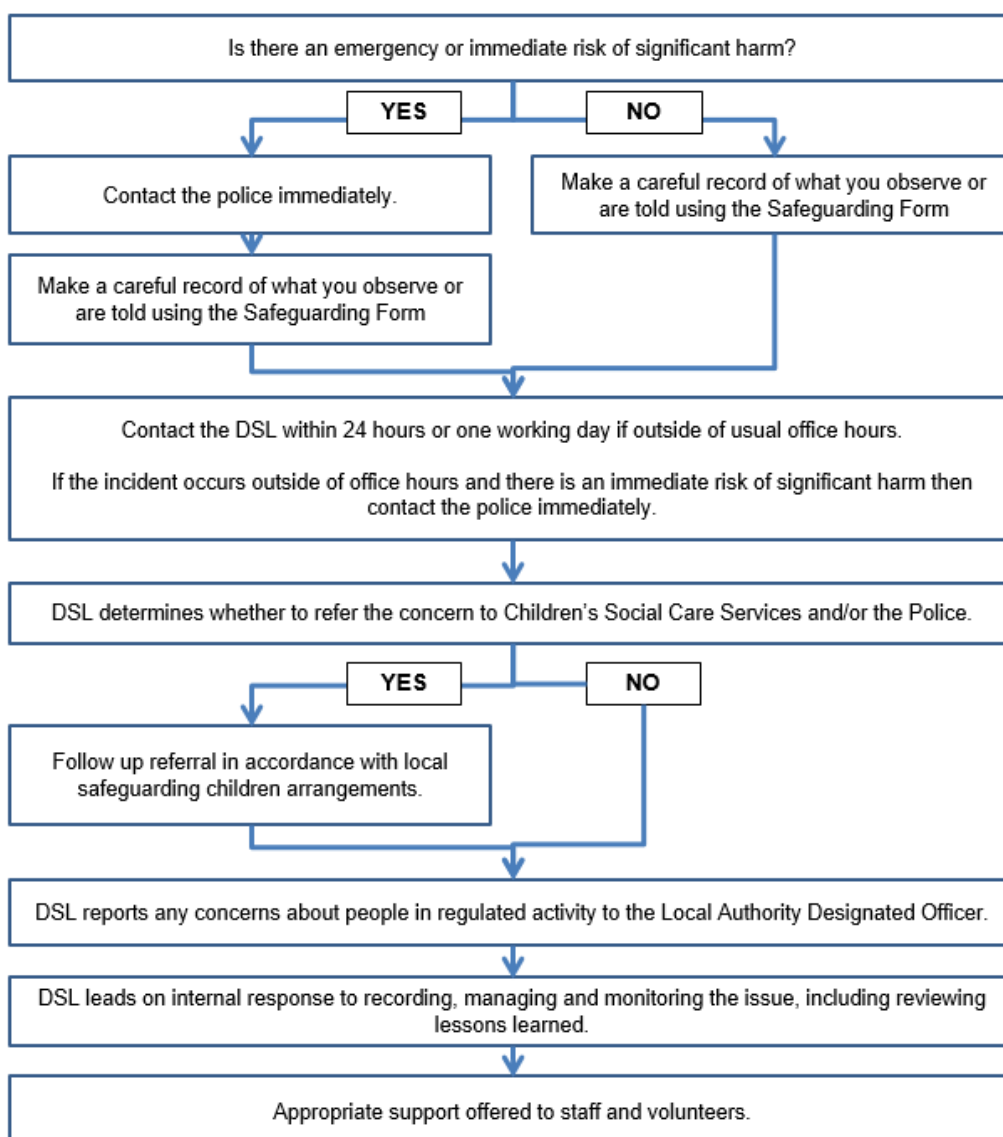 Is there an emergency or immediate risk of significant harm?
YES
NO
Contact the police immediately.
Make a careful record of what you observe or
are told using the Safeguarding Form
Make a careful record of what you observe or
are told using the Safeguarding Form
Contact the DSL within 24 hours or one working day if outside of usual office hours.
If the incident occurs outside of office hours and there is an immediate risk of significant harm then
contact the police immediately.
DSL determines whether to refer the concern to Children’s Social Care Services and/or the Police.
YES
NO
Follow up referral in accordance with local
safeguarding children arrangements.
DSL reports any concerns about people in regulated activity to the Local Authority Designated Officer.
DSL leads on internal response to recording, managing and monitoring the issue, including reviewing
lessons learned.
Appropriate support offered to staff and volunteers.